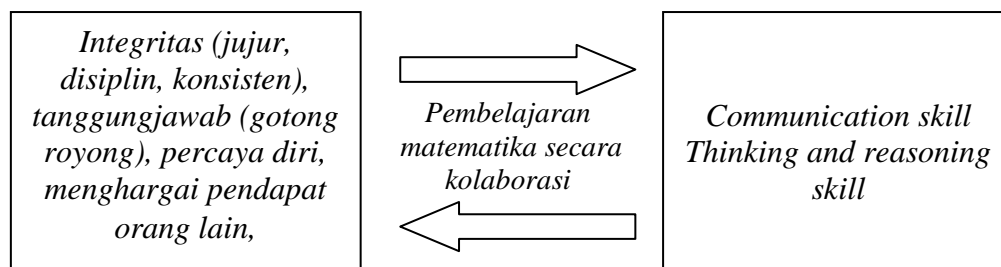 Integritas (jujur,
disiplin, konsisten),
tanggungjawab (gotong
royong), percaya diri,
menghargai pendapat
orang lain,
Pembelajaran
matematika secara
kolaborasi
Communication skill
Thinking and reasoning
skill